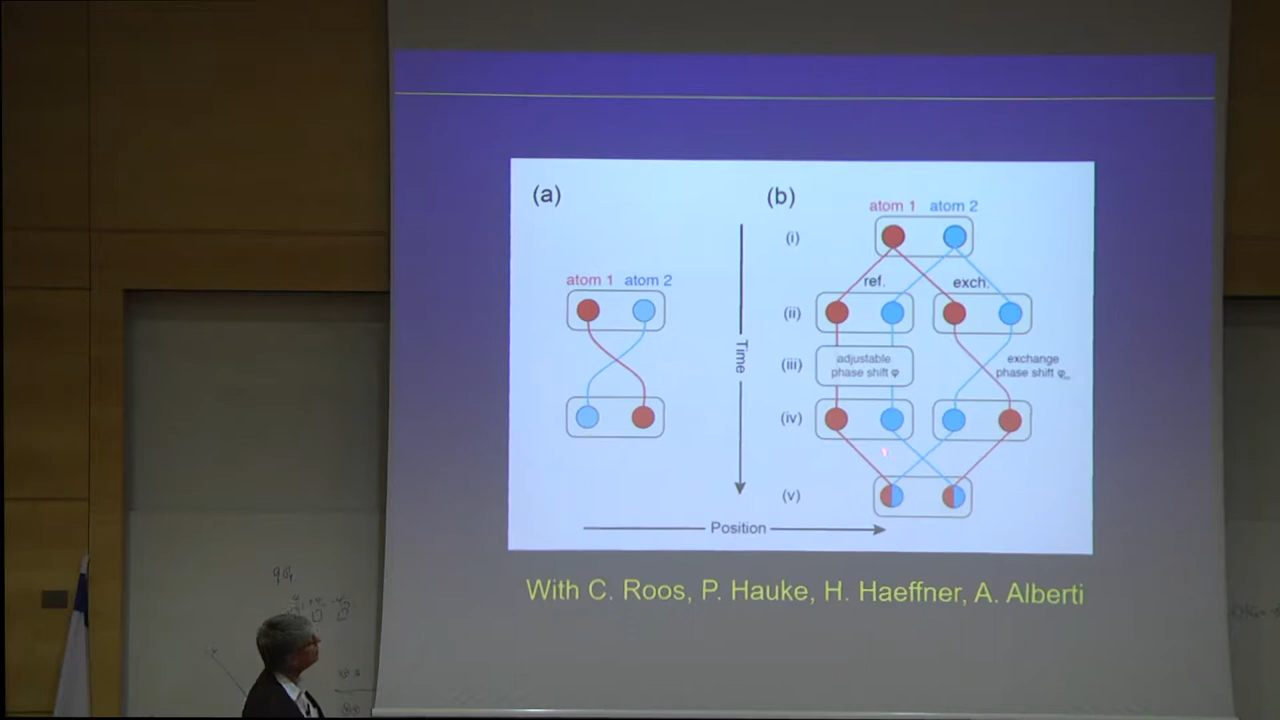 (a)
atom 1 atom 2
Time
Position
(b)
atom 1 atom 2
(i)
ref. exch.
(ii)
(iii)
adjustable
phase shift φ
exchange
phase shift φ_
(iv)
(v)
With C. Roos, P. Hauke, H. Haeffner, A. Alberti